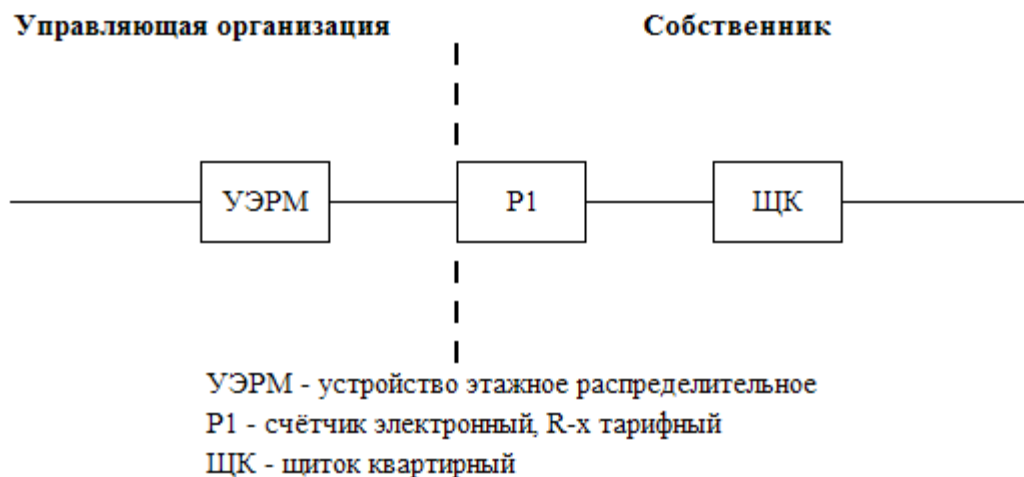 Управляющая организация
Собственник
УЭРМ
Р1
ЩК
УЭРМ - устройство этажное распределительное
Р1 - счётчик электронный, R-х тарифный
ЩК - щиток квартирный